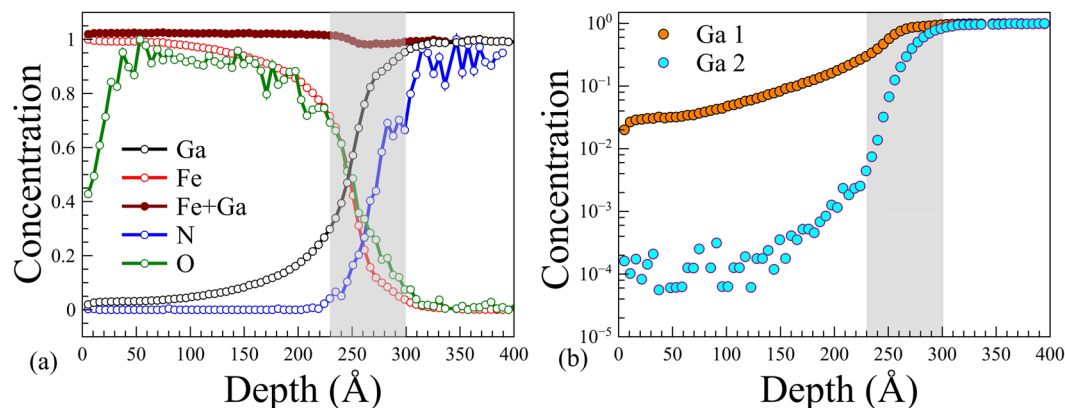 1
0.8
0.6
0.4
0.2
0
Concentration
Ga
Fe
Fe+Ga
N
O
0 50 100 150 200 250 300 350 400
(a)
Depth (Å)
10⁰
10⁻¹
10⁻²
10⁻³
10⁻⁴
10⁻⁵
Concentration
Ga 1
Ga 2
0 50 100 150 200 250 300 350 400
(b)
Depth (Å)